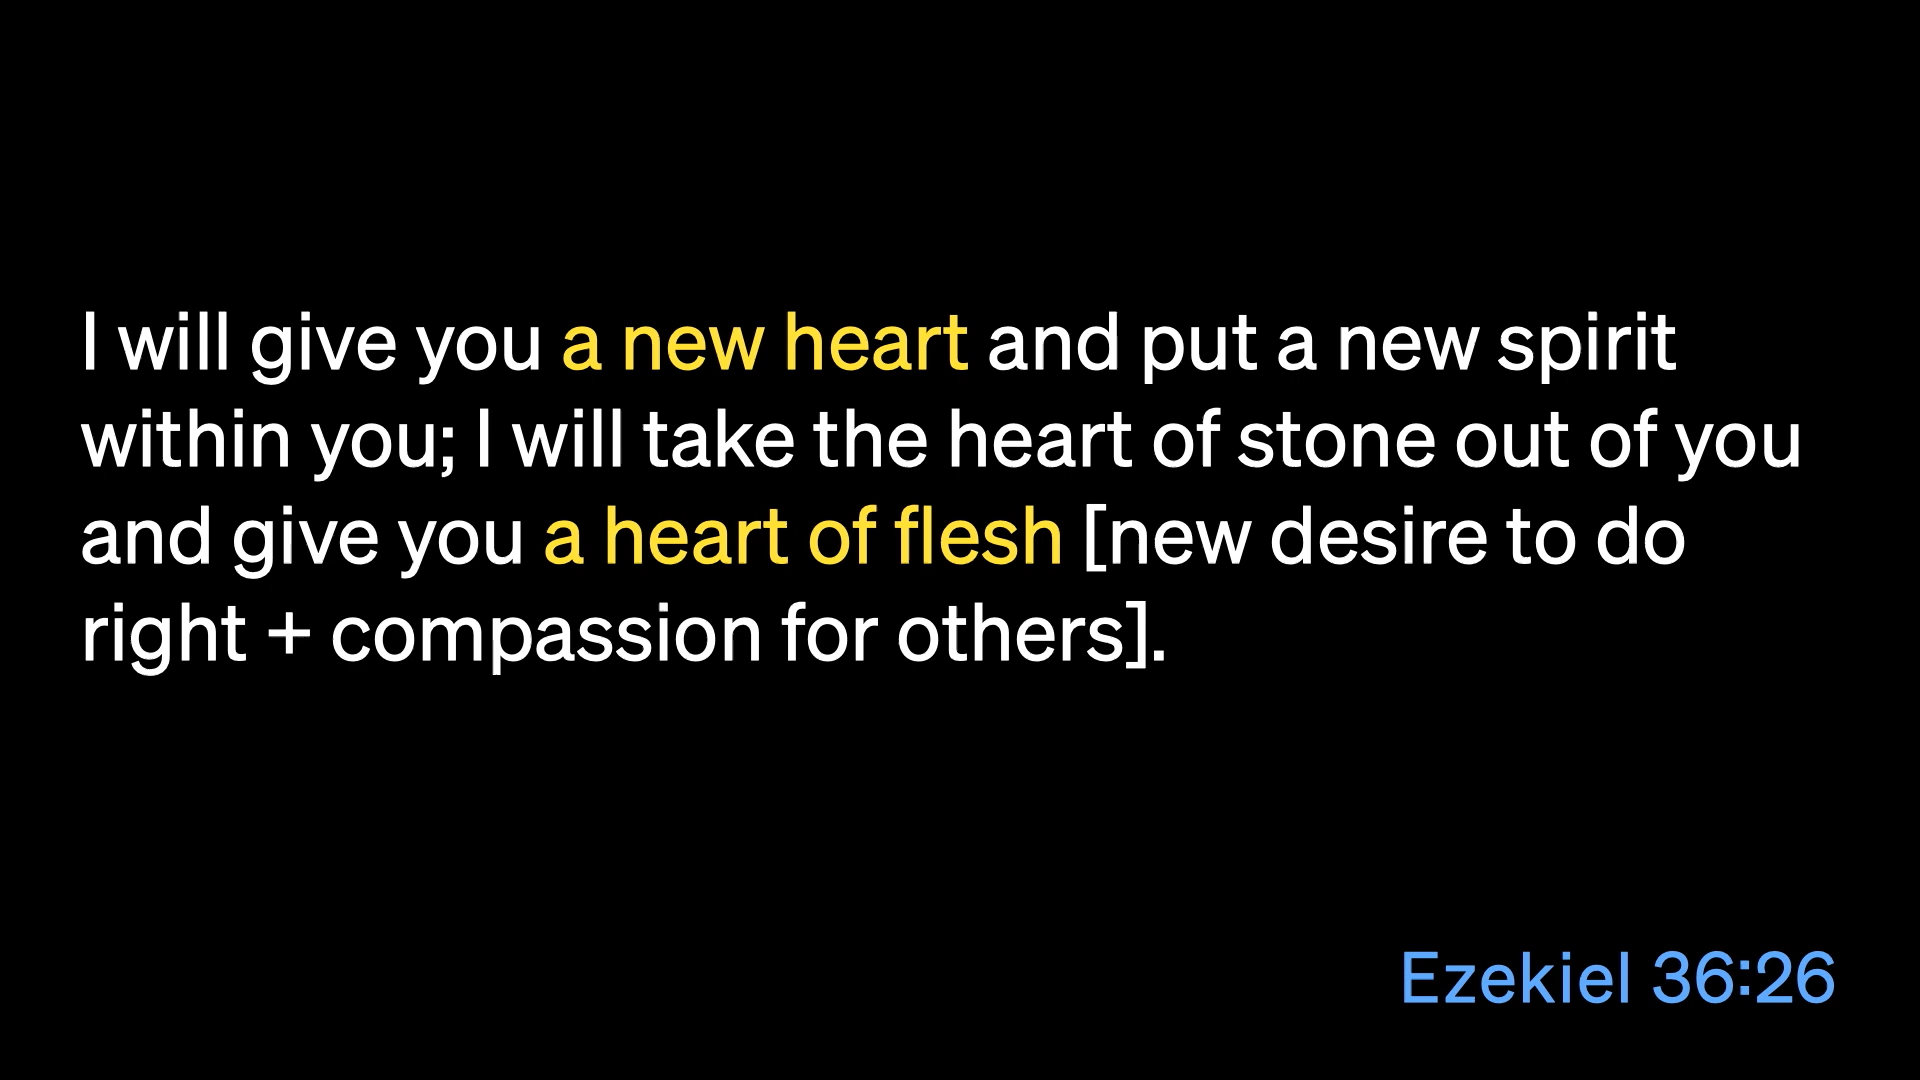 I will give you a new heart and put a new spirit
within you; I will take the heart of stone out of you
and give you a heart of flesh [new desire to do
right + compassion for others].
Ezekiel 36:26